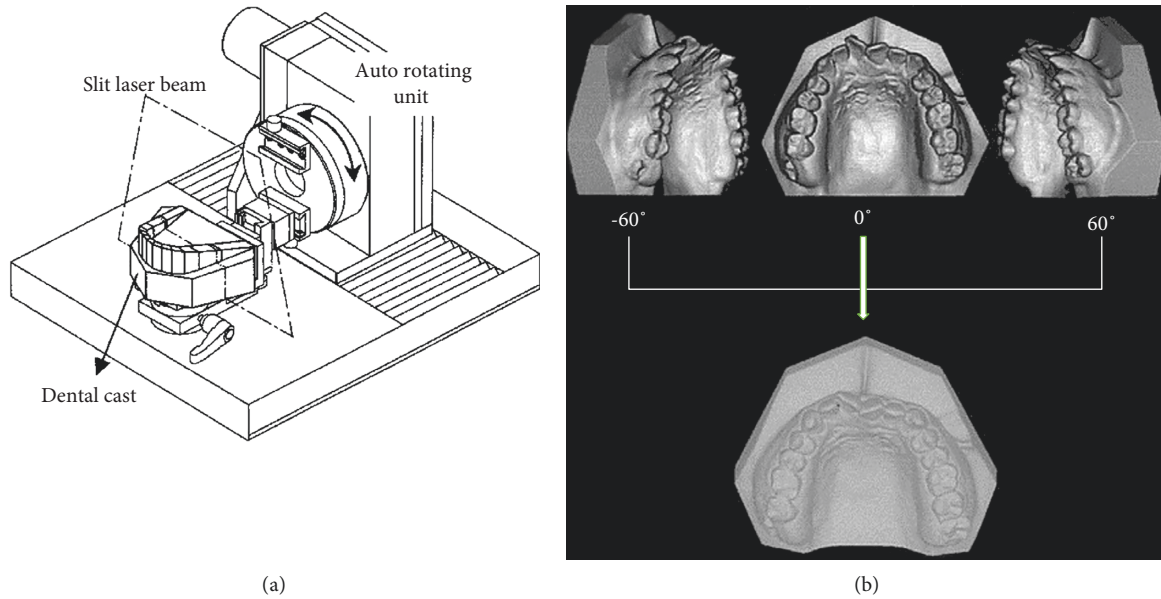 Slit laser beam
Auto rotating
unit
Dental cast
-60˚
0˚
60˚
(a)
(b)